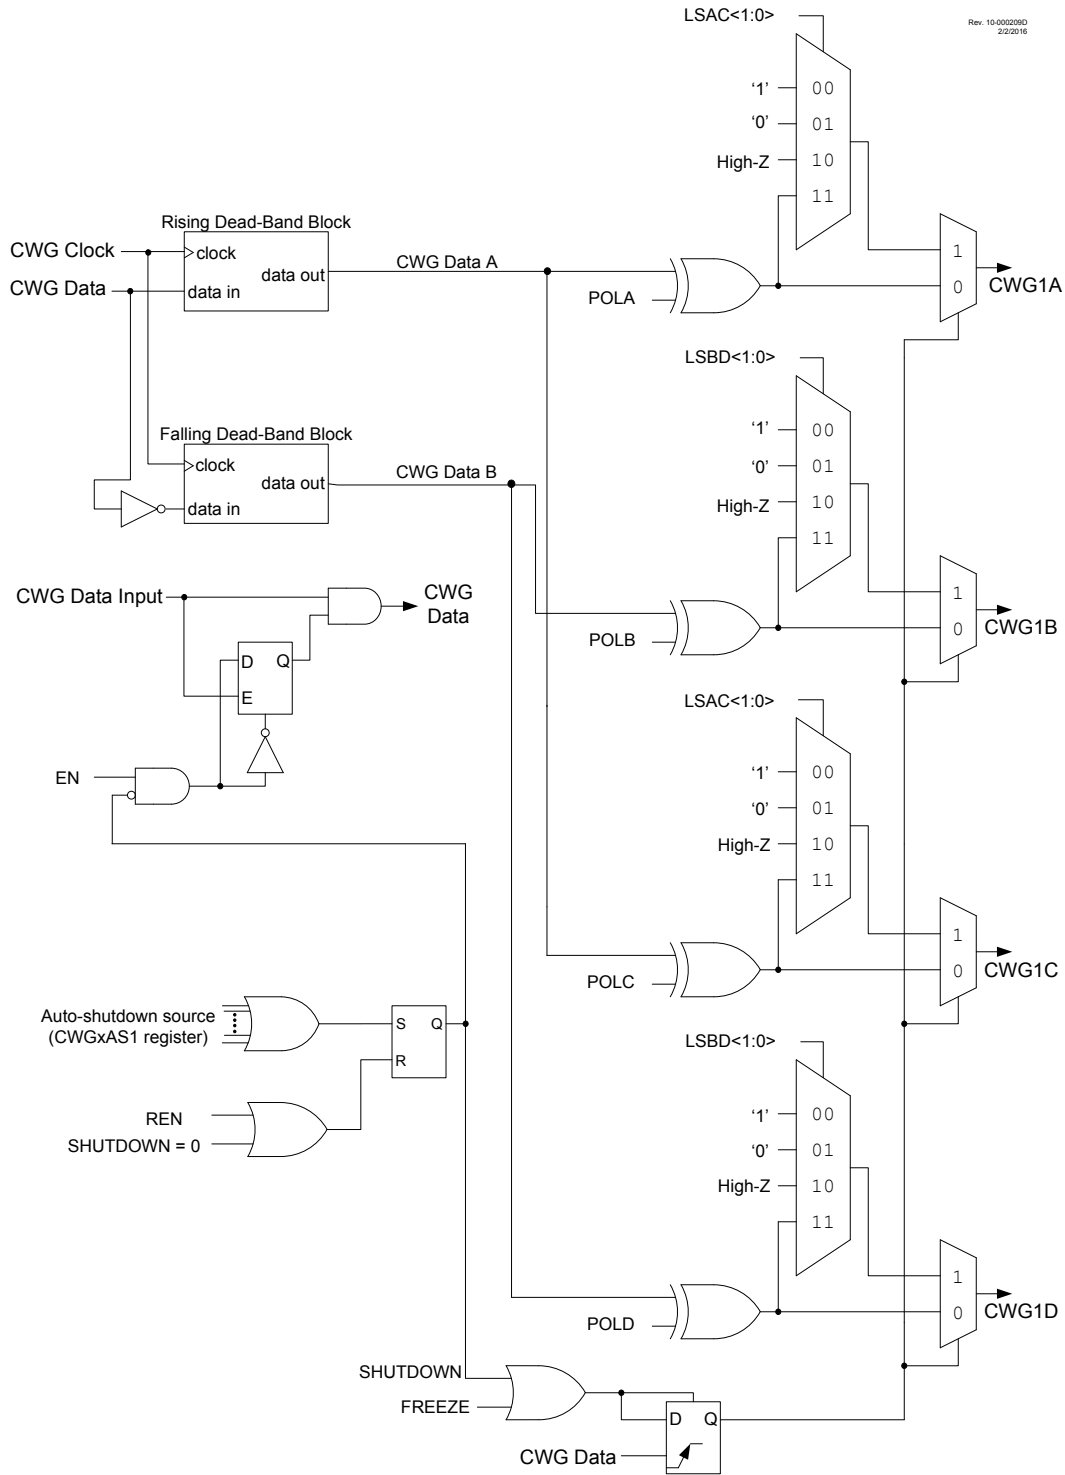 LSAC<1:0>
Rev. 10-000209D
2/2/2016
‘1’ 00
‘0’ 01
High-Z 10
11
Rising Dead-Band Block
CWG Clock
clock
CWG Data A
data out
CWG Data
data in
POLA
1
0
CWG1A
LSBD<1:0>
‘1’ 00
‘0’ 01
High-Z 10
11
Falling Dead-Band Block
clock
CWG Data B
data out
data in
1
0
CWG1B
CWG Data Input
CWG
Data
POLB
D Q
E
LSAC<1:0>
‘1’ 00
‘0’ 01
High-Z 10
11
EN
1
0
CWG1C
POLC
Auto-shutdown source
(CWGxAS1 register)
S Q
R
LSBD<1:0>
‘1’ 00
‘0’ 01
High-Z 10
11
REN
SHUTDOWN = 0
1
0
CWG1D
POLD
SHUTDOWN
FREEZE
D Q
CWG Data